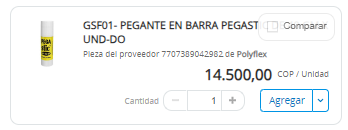 GSF01- PEGANTE EN BARRA PEGAST
UND-DO
Comparar
Pieza del proveedor 7707389042982 de Polyflex
14.500,00 COP / Unidad
Cantidad
1
Agregar